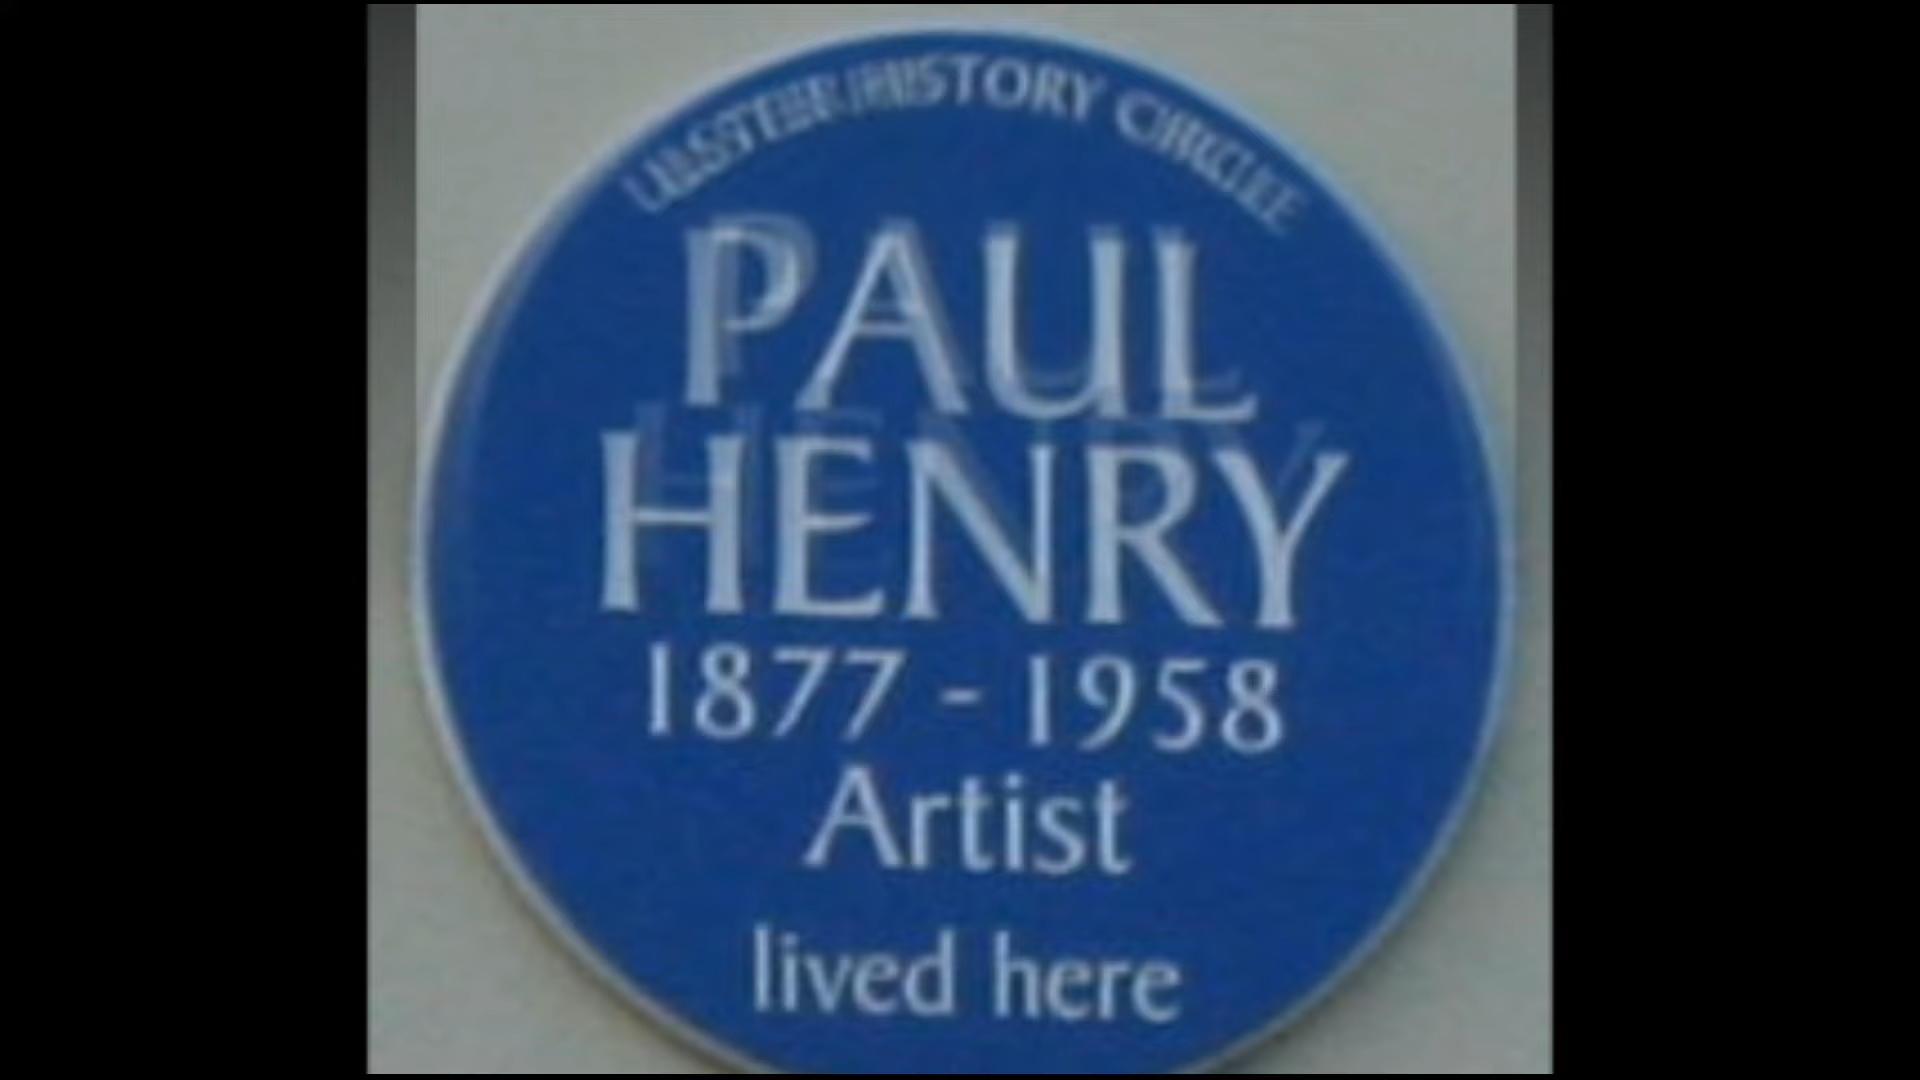 ULSTER HISTORY CIRCLE
PAUL
HENRY
1877 - 1958
Artist
lived here